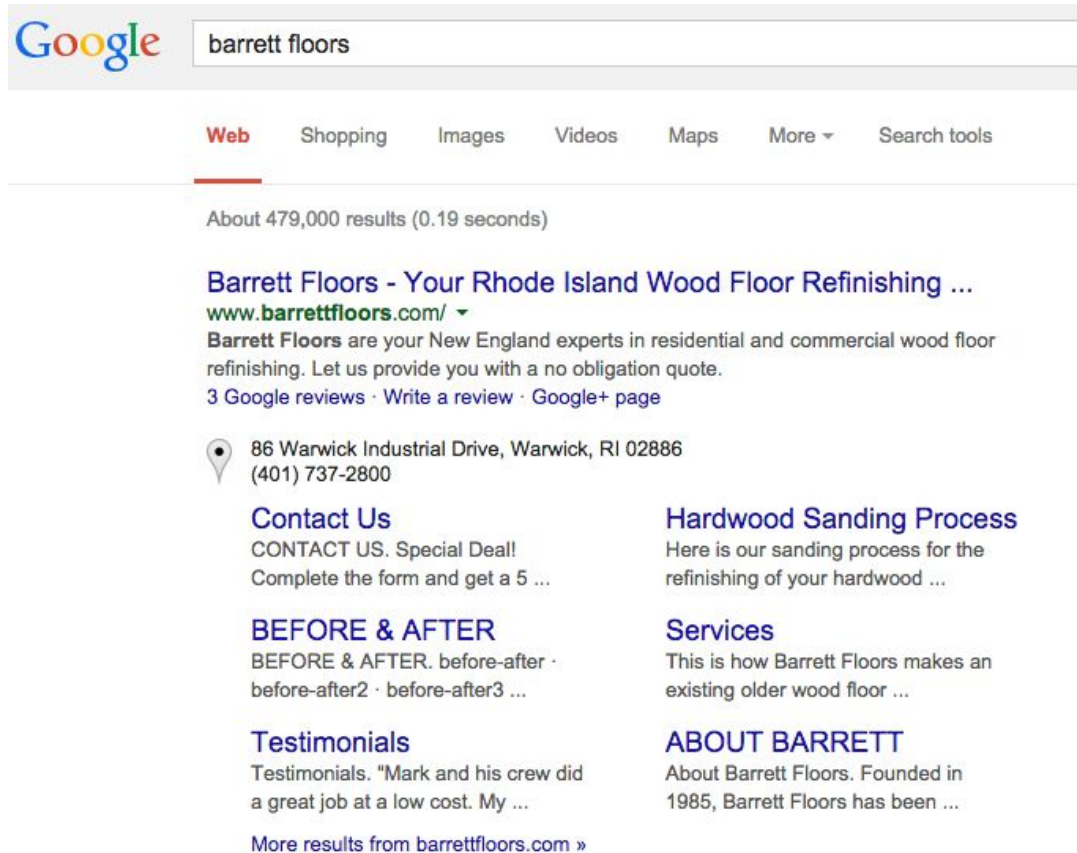 Google
barrett floors
Web Shopping Images Videos Maps More Search tools
About 479,000 results (0.19 seconds)
Barrett Floors - Your Rhode Island Wood Floor Refinishing ...
www.barrettfloors.com/
Barrett Floors are your New England experts in residential and commercial wood floor
refinishing. Let us provide you with a no obligation quote.
3 Google reviews · Write a review · Google+ page
86 Warwick Industrial Drive, Warwick, RI 02886
(401) 737-2800
Contact Us
CONTACT US. Special Deal!
Complete the form and get a 5 ...
Hardwood Sanding Process
Here is our sanding process for the
refinishing of your hardwood ...
BEFORE & AFTER
BEFORE & AFTER. before-after ·
before-after2 · before-after3 ...
Services
This is how Barrett Floors makes an
existing older wood floor ...
Testimonials
Testimonials. "Mark and his crew did
a great job at a low cost. My ...
ABOUT BARRETT
About Barrett Floors. Founded in
1985, Barrett Floors has been ...
More results from barrettfloors.com »